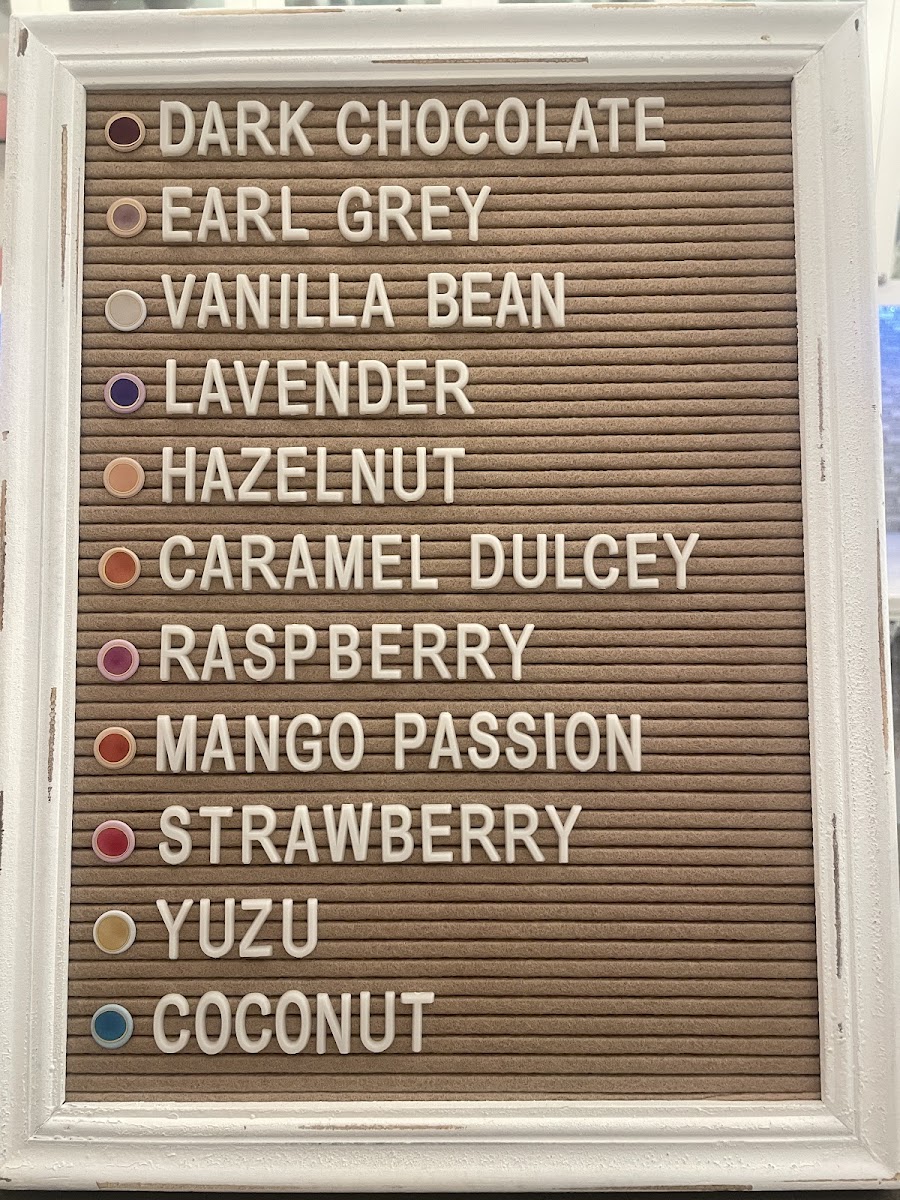 DARK CHOCOLATE
EARL GREY
VANILLA BEAN
LAVENDER
HAZELNUT
CARAMEL DULCEY
RASPBERRY
MANGO PASSION
STRAWBERRY
YUZU
COCONUT